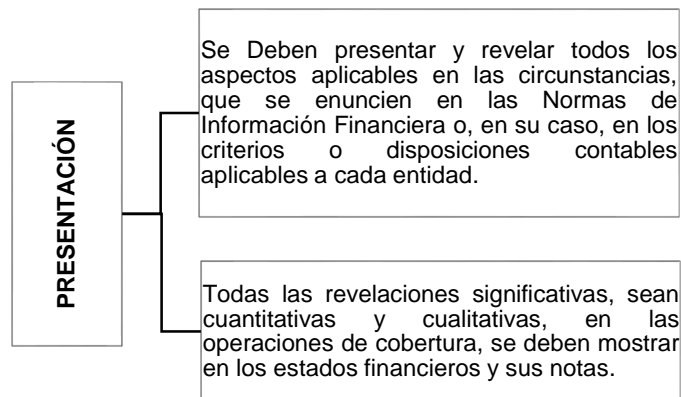 PRESENTACIÓN
Se Deben presentar y revelar todos los
aspectos aplicables en las circunstancias,
que se enuncien en las Normas de
Información Financiera o, en su caso, en los
criterios o disposiciones contables
aplicables a cada entidad.
Todas las revelaciones significativas, sean
cuantitativas y cualitativas, en las
operaciones de cobertura, se deben mostrar
en los estados financieros y sus notas.